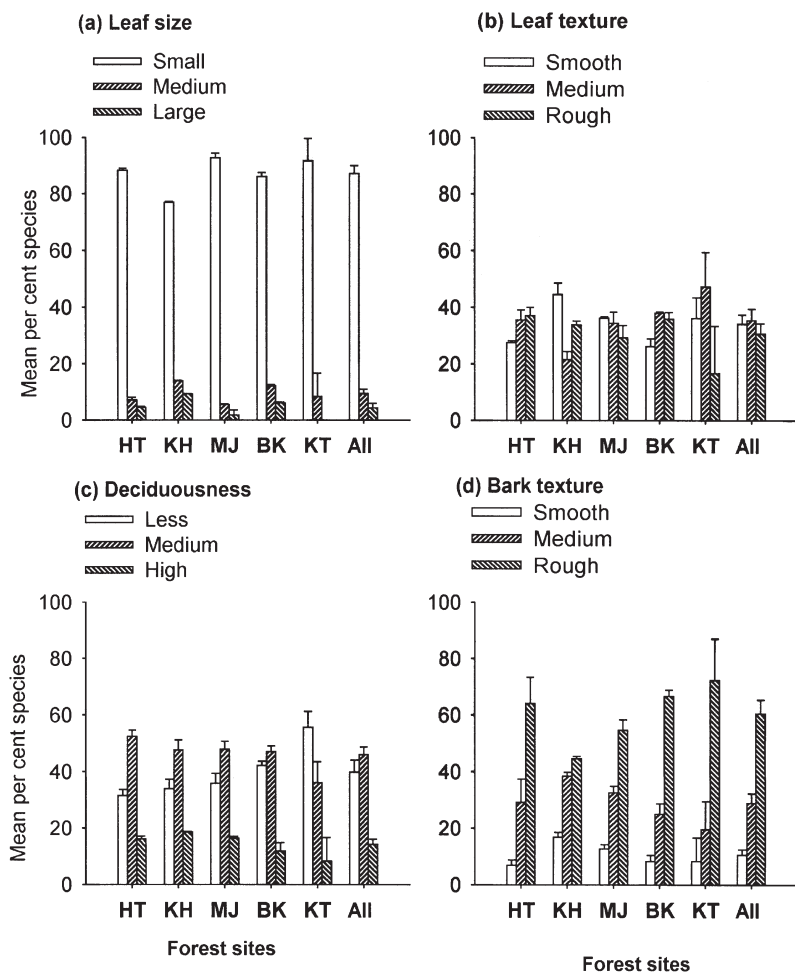 (a) Leaf size
Small
Medium
Large
100
80
60
40
20
0
Mean per cent species
HT KH MJ BK KT All
(b) Leaf texture
Smooth
Medium
Rough
100
80
60
40
20
0
HT KH MJ BK KT All
(c) Deciduousness
Less
Medium
High
100
80
60
40
20
0
Mean per cent species
HT KH MJ BK KT All
Forest sites
(d) Bark texture
Smooth
Medium
Rough
100
80
60
40
20
0
HT KH MJ BK KT All
Forest sites